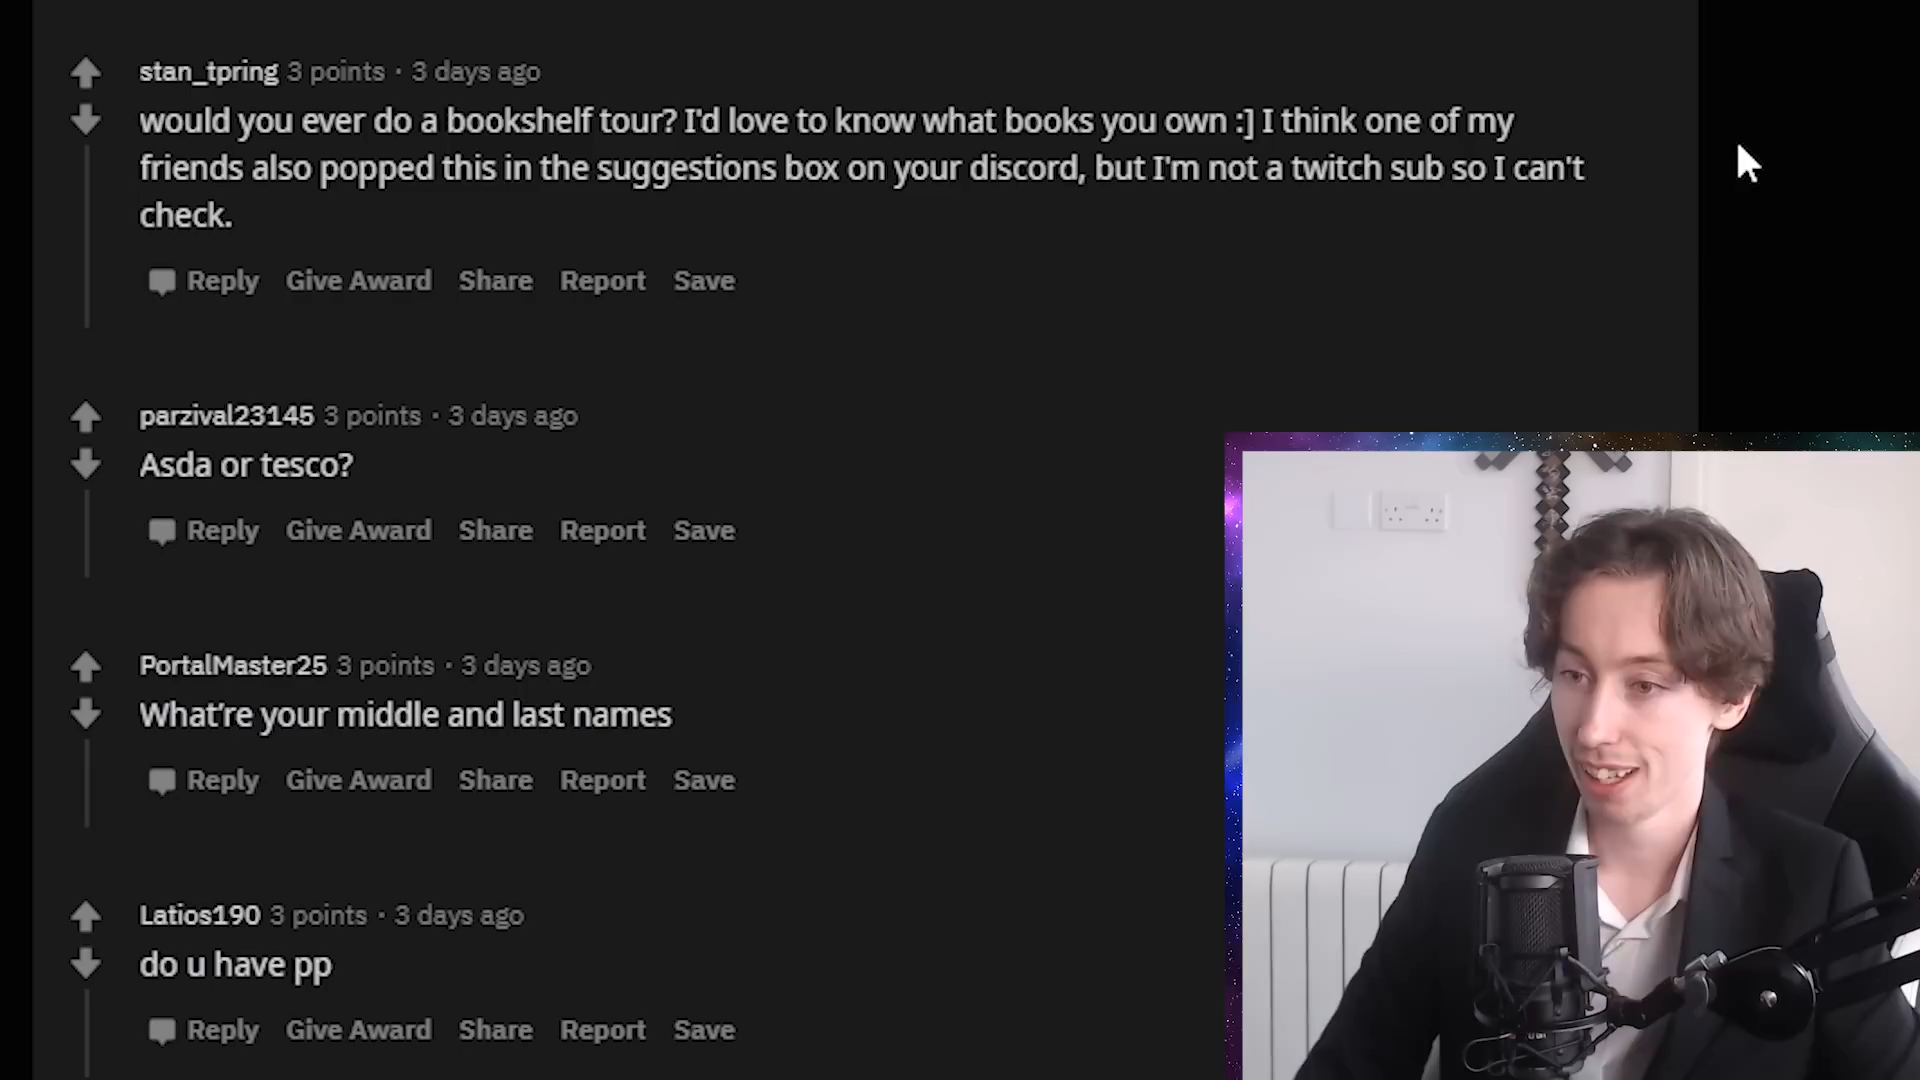 stan_tpring 3 points · 3 days ago
would you ever do a bookshelf tour? I'd love to know what books you own :] I think one of my
friends also popped this in the suggestions box on your discord, but I'm not a twitch sub so I can't
check.
Reply Give Award Share Report Save
parzival23145 3 points · 3 days ago
Asda or tesco?
Reply Give Award Share Report Save
PortalMaster25 3 points · 3 days ago
What’re your middle and last names
Reply Give Award Share Report Save
Latios190 3 points · 3 days ago
do u have pp
Reply Give Award Share Report Save